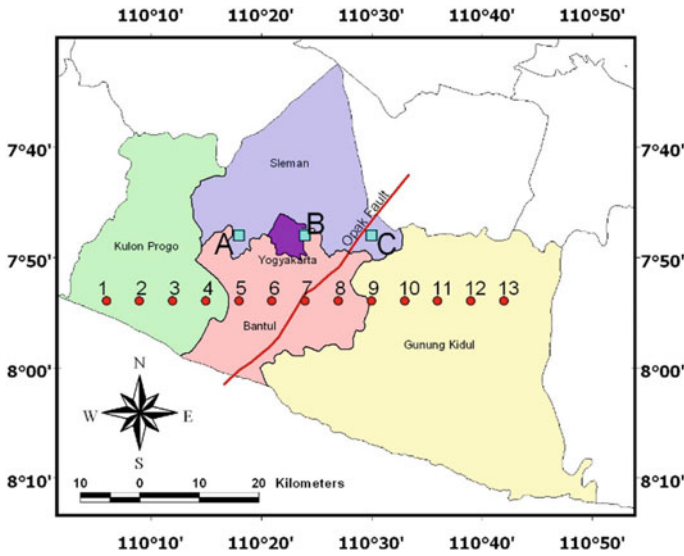 110°10' 110°20' 110°30' 110°40' 110°50'
7°40' 7°40'
Sleman
Opak Fault
A B C
Kulon Progo
Yogyakarta
7°50' 7°50'
1 2 3 4 5 6 7 8 9 10 11 12 13
Bantul
Gunung Kidul
8°00' 8°00'
N
W E
S
8°10' 8°10'
10 0 10 20 Kilometers
110°10' 110°20' 110°30' 110°40' 110°50'